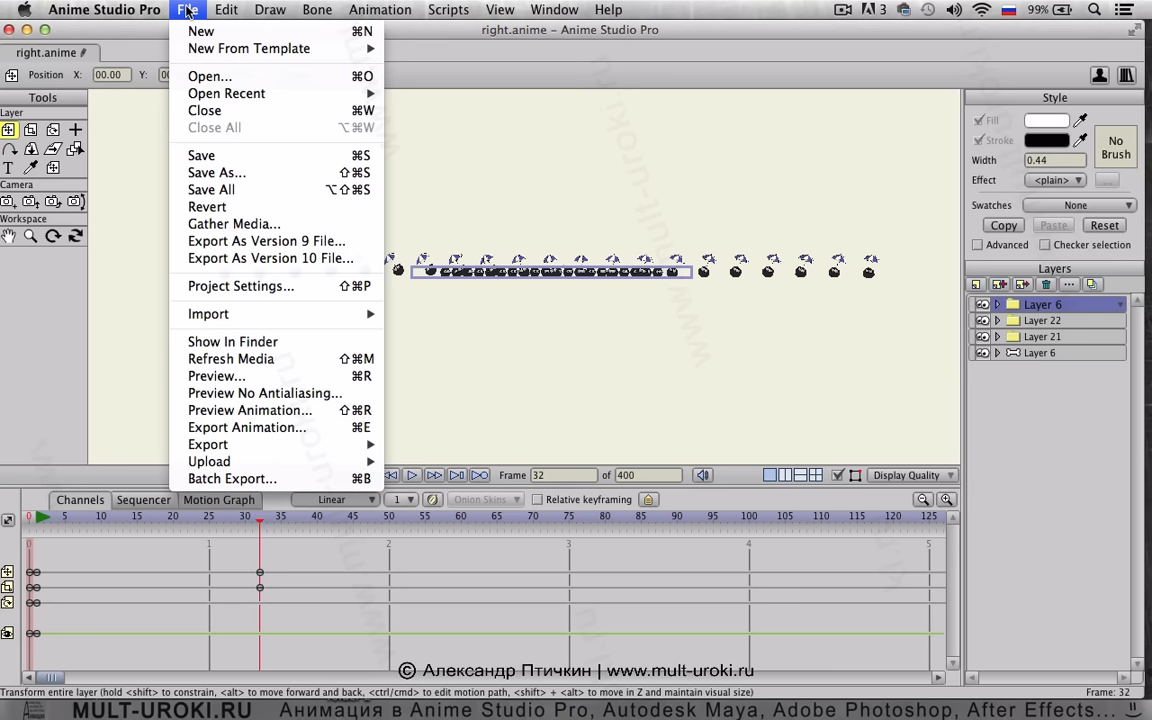 Anime Studio Pro File Edit Draw Bone Animation Scripts View Window Help 3 99%
right.anime – Anime Studio Pro
right.anime
Position X: 00.00 Y: 00
Tools
Layer
Camera
Workspace
New ⌘N
New From Template
Open... ⌘O
Open Recent
Close ⌘W
Close All ⌥⌘W
Save ⌘S
Save As... ⇧⌘S
Save All ⌥⇧⌘S
Revert
Gather Media...
Export As Version 9 File...
Export As Version 10 File...
Project Settings... ⇧⌘P
Import
Show In Finder
Refresh Media ⇧⌘M
Preview... ⌘R
Preview No Antialiasing...
Preview Animation... ⇧⌘R
Export Animation... ⌘E
Export
Upload
Batch Export... ⌘B
Style
Fill
Stroke
No
Brush
Width 0.44
Effect <plain> ...
Swatches None
Copy Paste Reset
Advanced Checker selection
Layers
Layer 6
Layer 22
Layer 21
Layer 6
Frame 32 of 400 Display Quality
Channels Sequencer Motion Graph Linear 1 Onion Skins Relative keyframing
0 5 10 15 20 25 30 35 40 45 50 55 60 65 70 75 80 85 90 95 100 105 110 115 120 125
0 1 2 3 4 5
© Александр Птичкин | www.mult-uroki.ru
Transform entire layer (hold <shift> to constrain, <alt> to move forward and back, <ctrl/cmd> to edit motion path, <shift> + <alt> to move in Z and maintain visual size) Frame: 32
MULT-UROKI.RU Анимация в Anime Studio Pro, Autodesk Maya, Adobe Photoshop, After Effects...